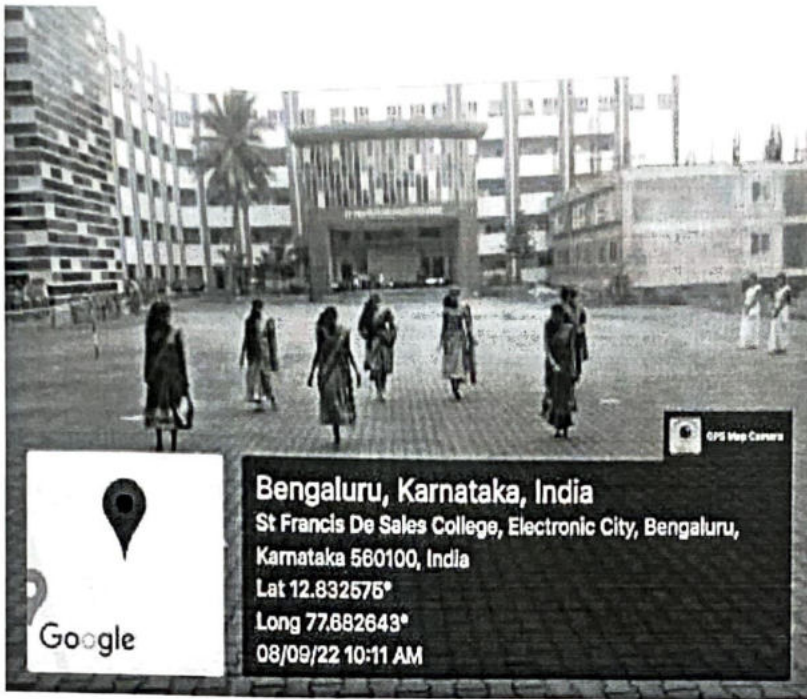 GPS Map Camera
Bengaluru, Karnataka, India
St Francis De Sales College, Electronic City, Bengaluru,
Karnataka 560100, India
Lat 12.832575°
Long 77.682643°
08/09/22 10:11 AM
Google